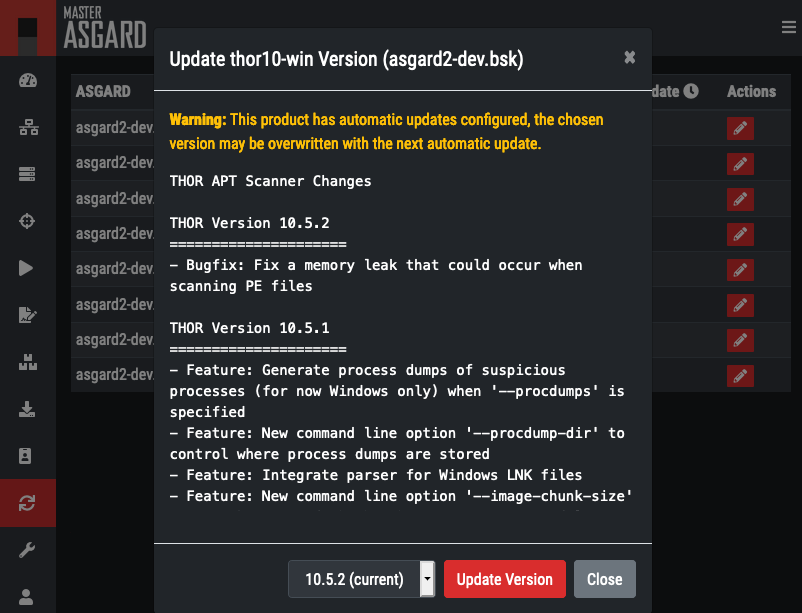 MASTER
ASGARD
Update thor10-win Version (asgard2-dev.bsk)
ASGARD
date
Actions
Warning: This product has automatic updates configured, the chosen
version may be overwritten with the next automatic update.
asgard2-dev.
asgard2-dev.
asgard2-dev.
asgard2-dev.
asgard2-dev.
asgard2-dev.
asgard2-dev.
asgard2-dev.
THOR APT Scanner Changes
THOR Version 10.5.2
=====================
- Bugfix: Fix a memory leak that could occur when
scanning PE files
THOR Version 10.5.1
=====================
- Feature: Generate process dumps of suspicious
processes (for now Windows only) when '--procdumps' is
specified
- Feature: New command line option '--procdump-dir' to
control where process dumps are stored
- Feature: Integrate parser for Windows LNK files
- Feature: New command line option '--image-chunk-size'
10.5.2 (current)
Update Version
Close